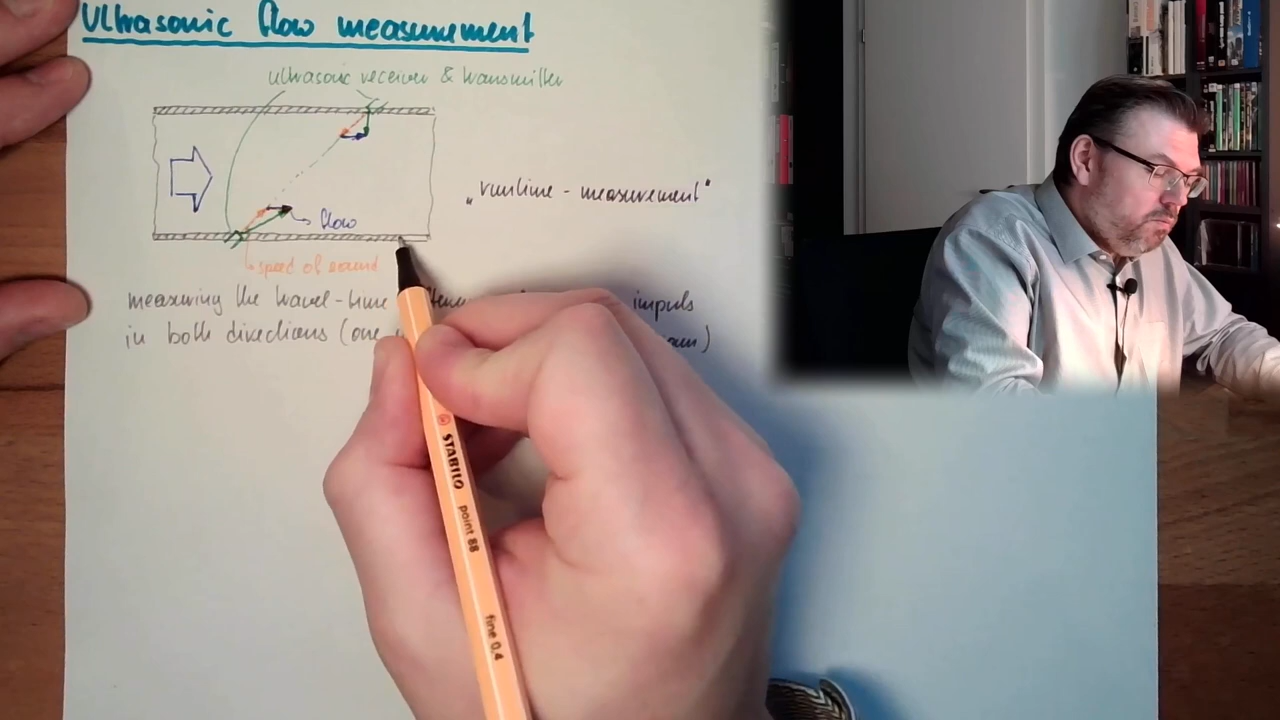 Ultrasonic flow measurement
ultrasonic receiver & transmitter
„runtime-measurement"
flow
speed of sound
measuring the travel-time impuls
in both directions (one
STABILO point 88 fine 0,4